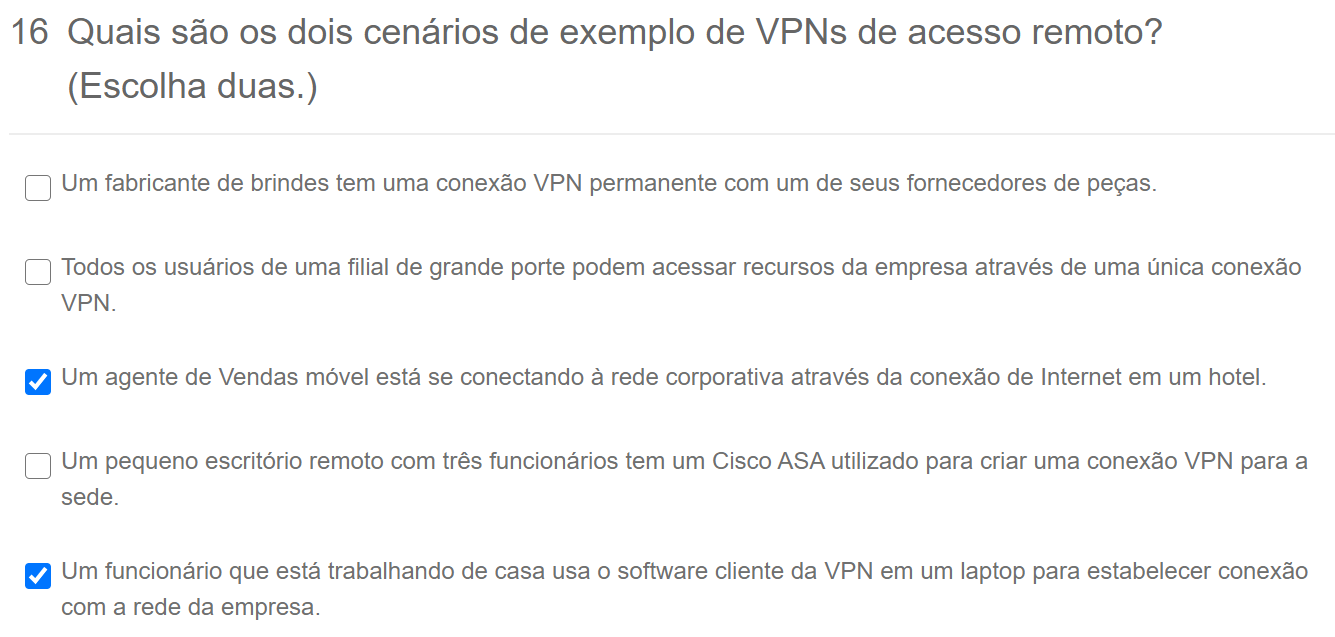 16 Quais são os dois cenários de exemplo de VPNs de acesso remoto?
(Escolha duas.)
Um fabricante de brindes tem uma conexão VPN permanente com um de seus fornecedores de peças.
Todos os usuários de uma filial de grande porte podem acessar recursos da empresa através de uma única conexão
VPN.
Um agente de Vendas móvel está se conectando à rede corporativa através da conexão de Internet em um hotel.
Um pequeno escritório remoto com três funcionários tem um Cisco ASA utilizado para criar uma conexão VPN para a
sede.
Um funcionário que está trabalhando de casa usa o software cliente da VPN em um laptop para estabelecer conexão
com a rede da empresa.